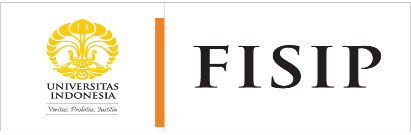 UNIVERSITAS
INDONESIA
Veritas, Probitas, Iustitia
FISIP